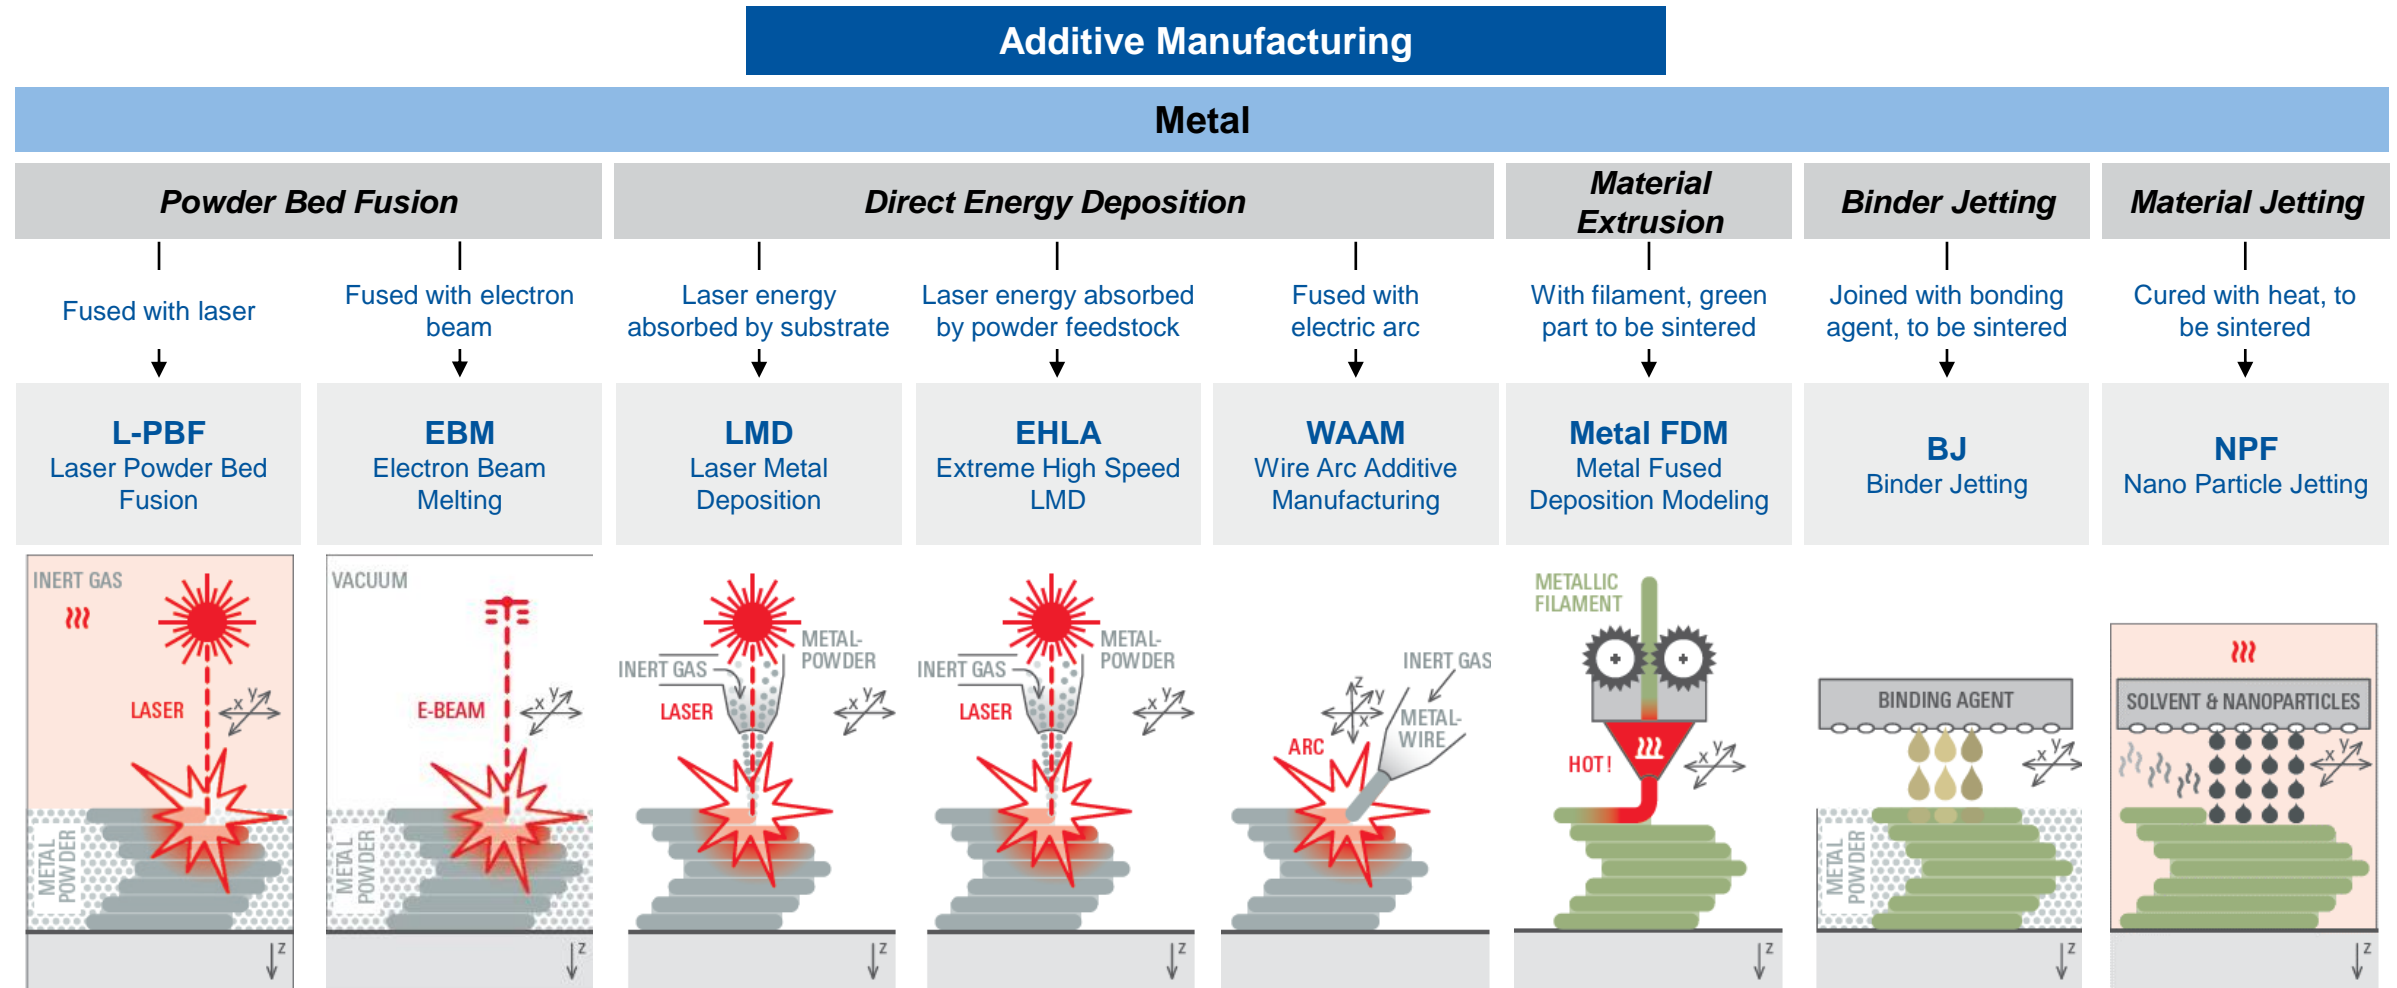 Additive Manufacturing
Metal
Powder Bed Fusion
Direct Energy Deposition
Material
Extrusion
Binder Jetting
Material Jetting
Fused with laser
Fused with electron
beam
Laser energy
absorbed by substrate
Laser energy absorbed
by powder feedstock
Fused with
electric arc
With filament, green
part to be sintered
Joined with bonding
agent, to be sintered
Cured with heat, to
be sintered
L-PBF
Laser Powder Bed
Fusion
EBM
Electron Beam
Melting
LMD
Laser Metal
Deposition
EHLA
Extreme High Speed
LMD
WAAM
Wire Arc Additive
Manufacturing
Metal FDM
Metal Fused
Deposition Modeling
BJ
Binder Jetting
NPF
Nano Particle Jetting
INERT GAS
LASER
x
y
METAL
POWDER
z
VACUUM
E-BEAM
x
y
METAL
POWDER
z
METAL-
POWDER
INERT GAS
LASER
x
y
z
METAL-
POWDER
INERT GAS
LASER
x
y
z
INERT GAS
z
y
x
METAL-
WIRE
ARC
METALLIC
FILAMENT
HOT!
x
y
z
BINDING AGENT
x
y
METAL
POWDER
z
SOLVENT & NANOPARTICLES
x
y
z